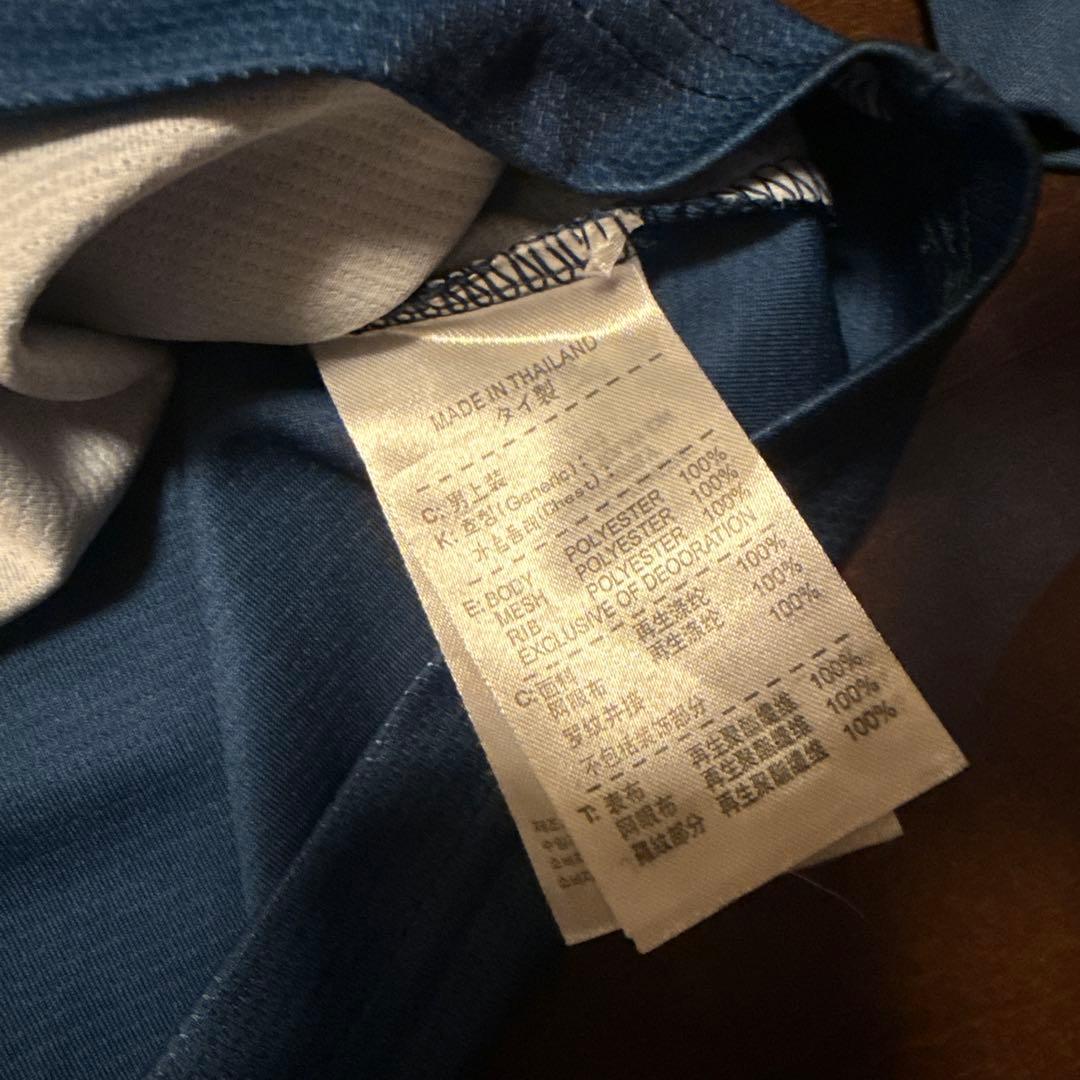 MADE IN THAILAND
タイ製
C: 男上装
K: 호칭(Generic):
가슴둘레(Chest):
E: BODY POLYESTER 100%
MESH POLYESTER 100%
RIB POLYESTER 100%
EXCLUSIVE OF DEOORATION
C: 面料 再生涤纶 100%
网眼布 再生涤纶 100%
罗纹并接 100%
不包括装饰部分
T: 表布 再生聚酯纖維 100%
網眼布 再生聚酯纖維 100%
羅紋部分 再生聚酯纖維 100%